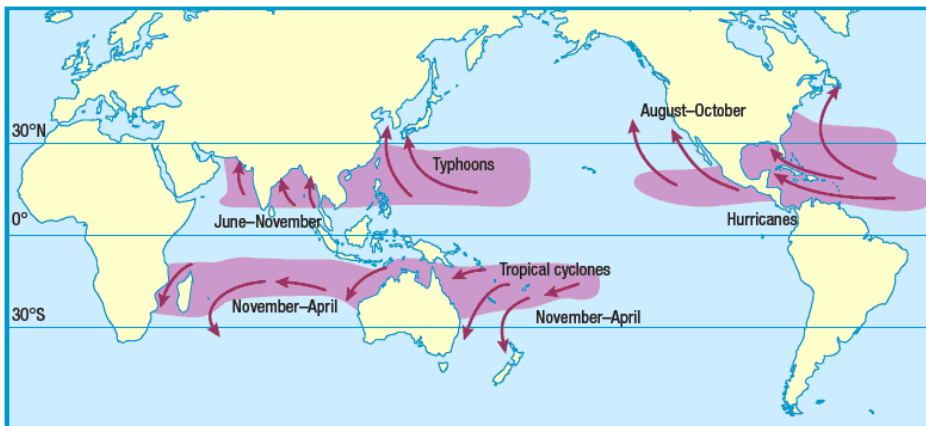 August–October
30°N
Typhoons
June–November
Hurricanes
0°
Tropical cyclones
November–April
November–April
30°S